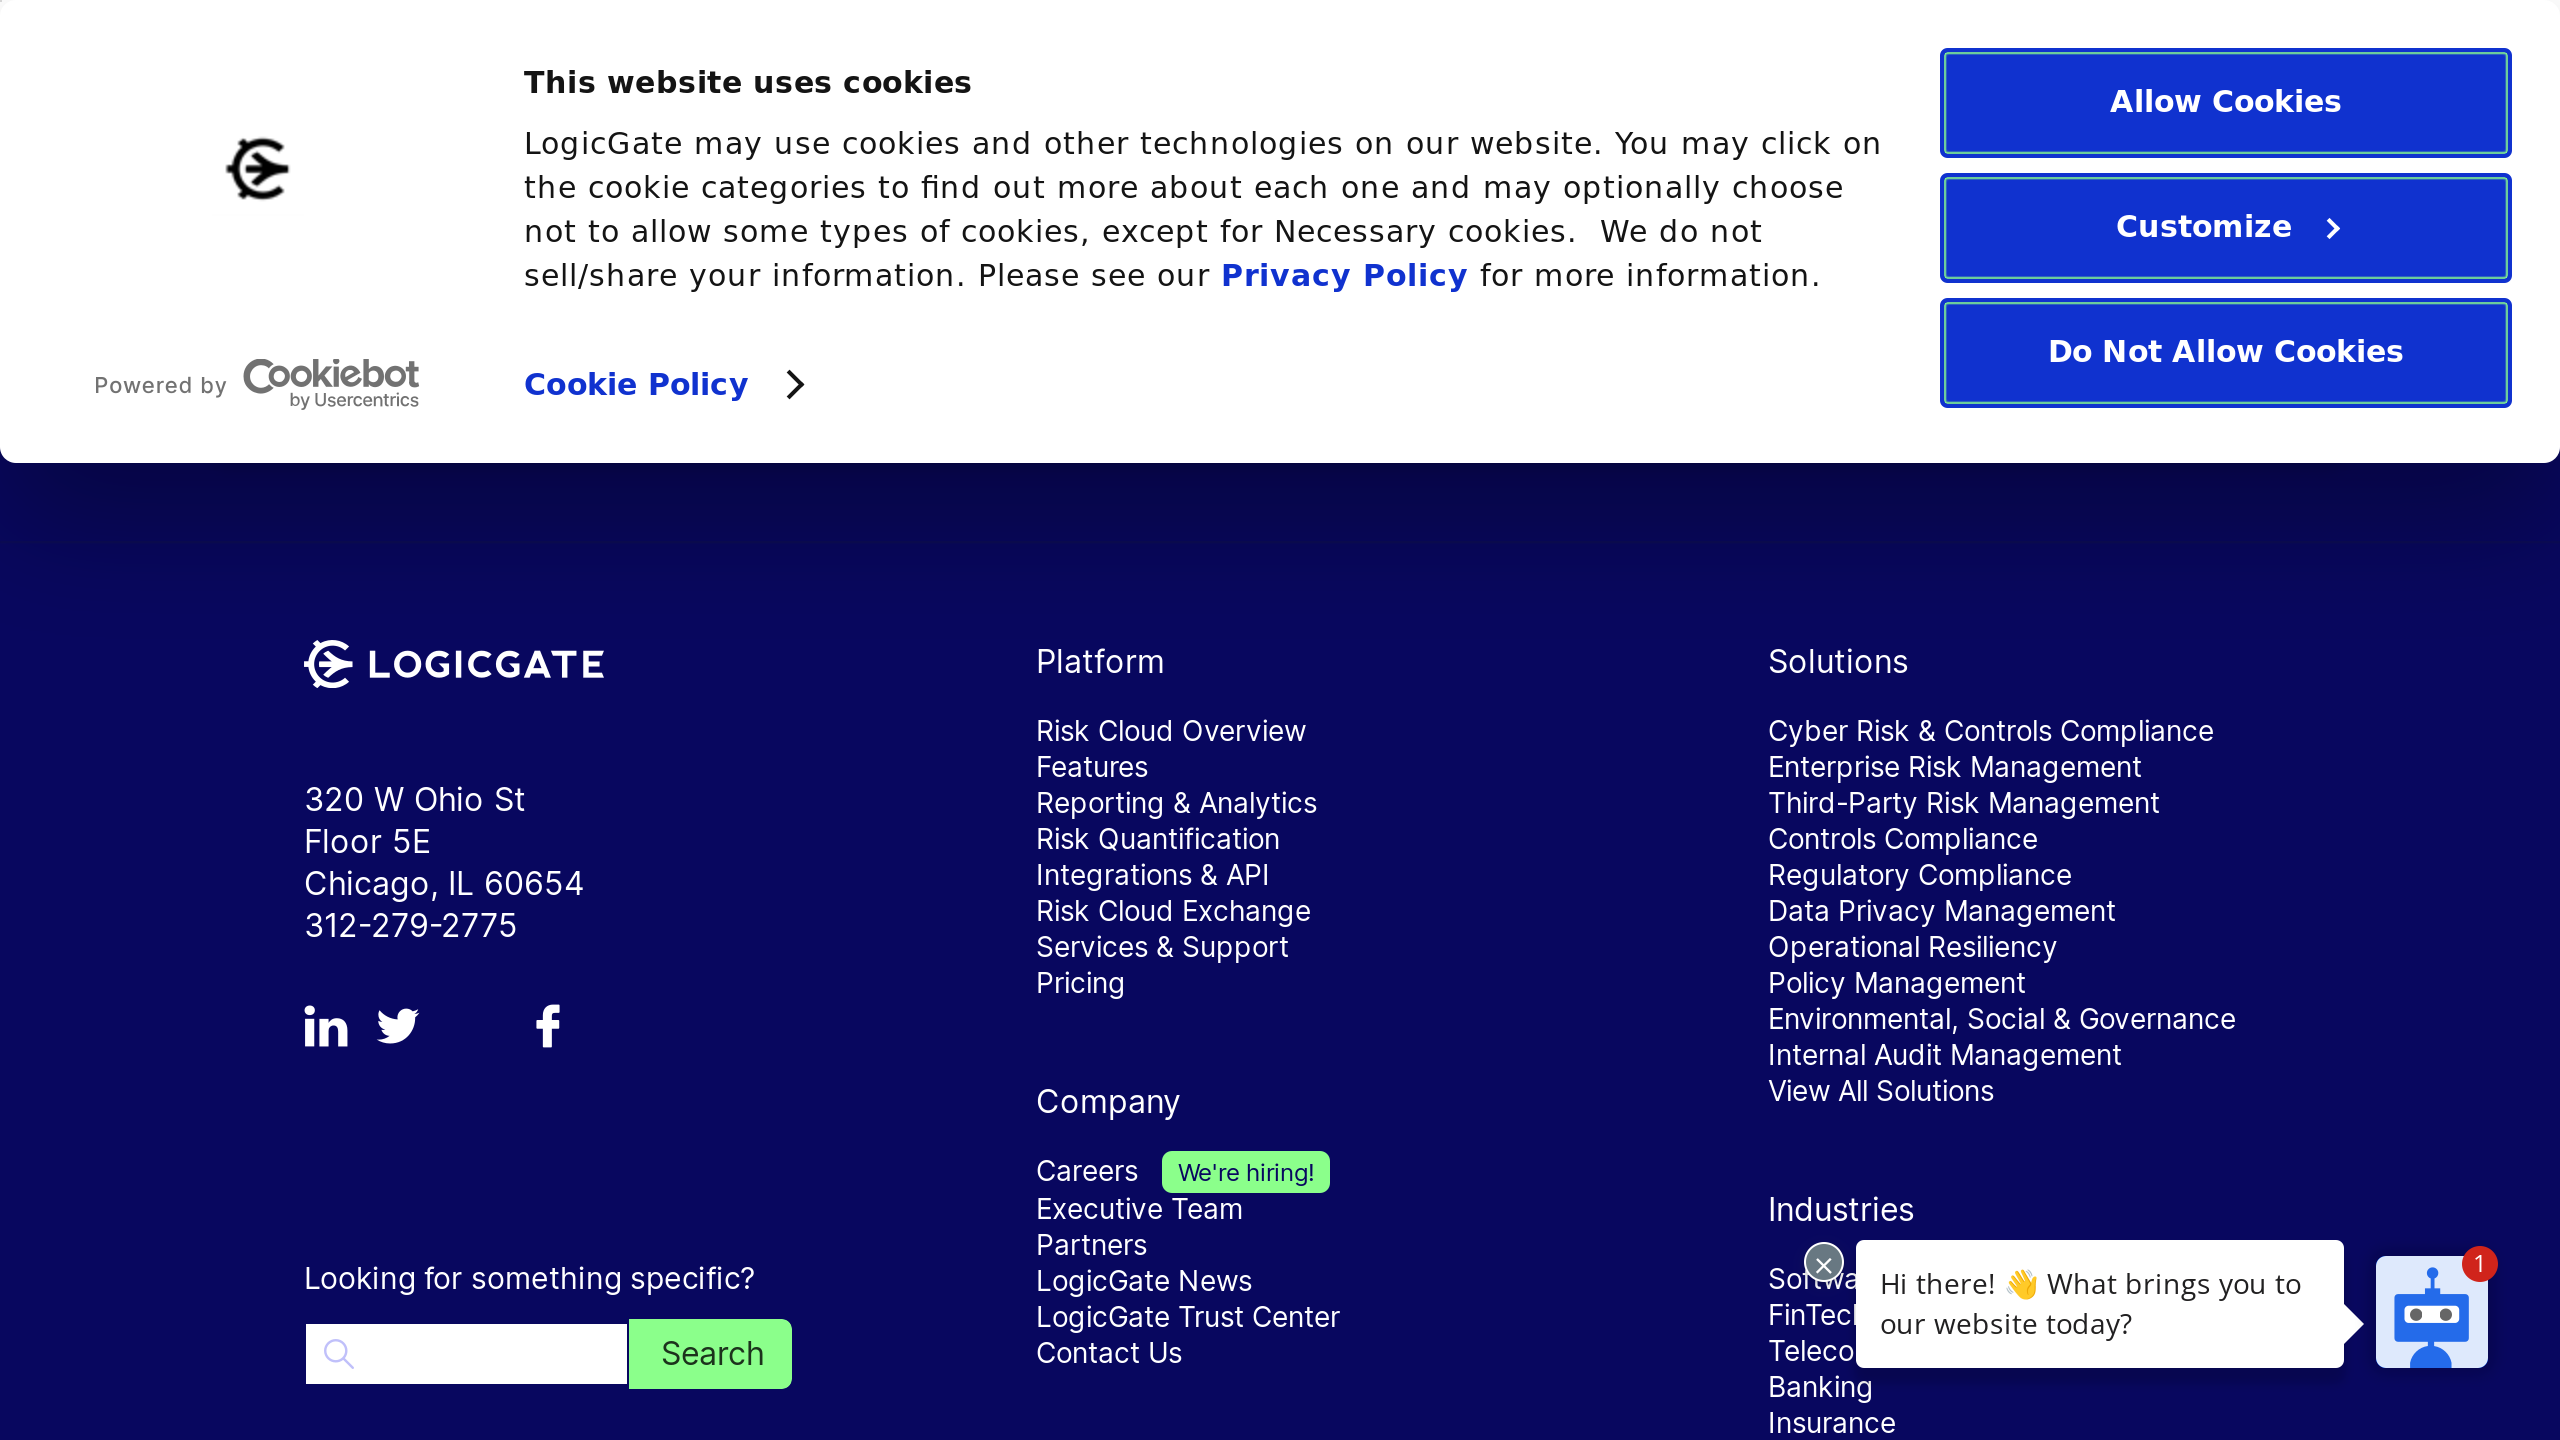 This website uses cookies
LogicGate may use cookies and other technologies on our website. You may click on
the cookie categories to find out more about each one and may optionally choose
not to allow some types of cookies, except for Necessary cookies.  We do not
sell/share your information. Please see our Privacy Policy for more information.
Powered by Cookiebot
by Usercentrics
Cookie Policy
Allow Cookies
Customize
Do Not Allow Cookies
LOGICGATE
320 W Ohio St
Floor 5E
Chicago, IL 60654
312-279-2775
Looking for something specific?
Search
Platform
Risk Cloud Overview
Features
Reporting & Analytics
Risk Quantification
Integrations & API
Risk Cloud Exchange
Services & Support
Pricing
Company
Careers We're hiring!
Executive Team
Partners
LogicGate News
LogicGate Trust Center
Contact Us
Solutions
Cyber Risk & Controls Compliance
Enterprise Risk Management
Third-Party Risk Management
Controls Compliance
Regulatory Compliance
Data Privacy Management
Operational Resiliency
Policy Management
Environmental, Social & Governance
Internal Audit Management
View All Solutions
Industries
Banking
Insurance
Hi there! 👋 What brings you to
our website today?
1